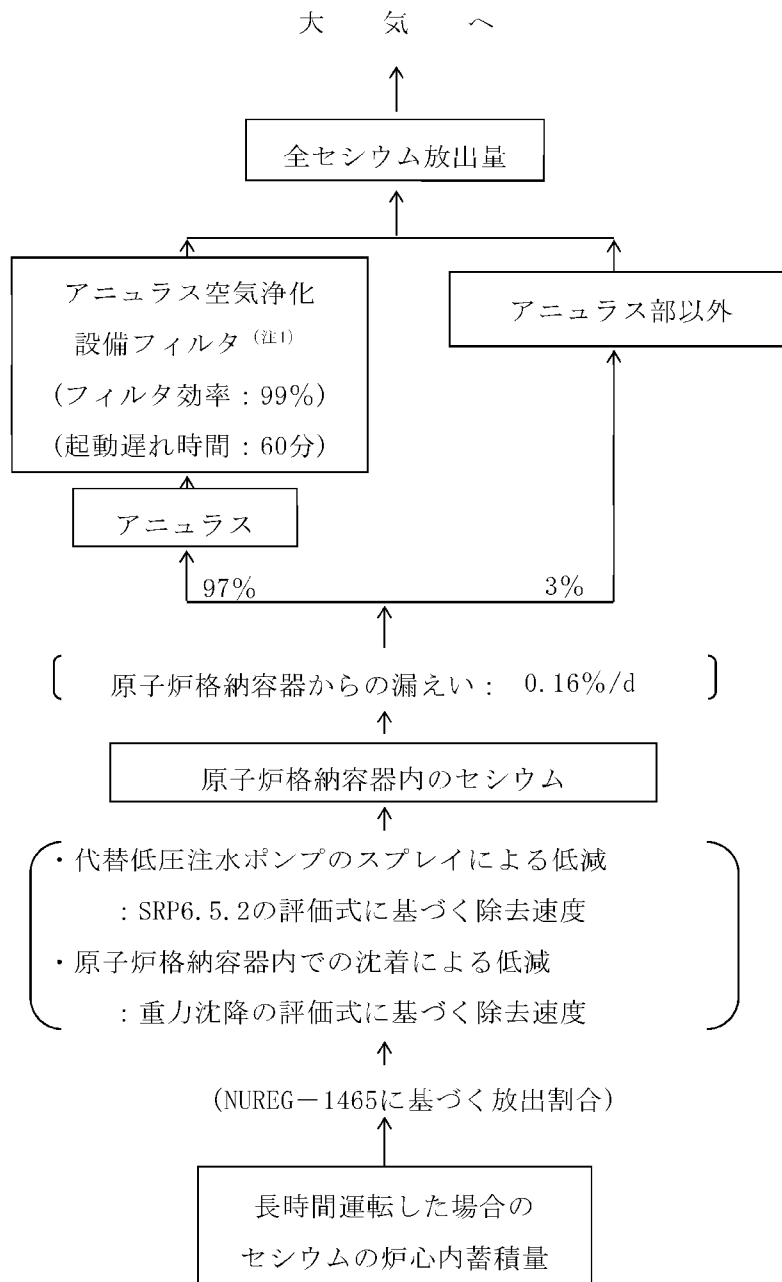 大　気　へ
全セシウム放出量
アニュラス空気浄化
設備フィルタ(注1)
(フィルタ効率：99%)
(起動遅れ時間：60分)
アニュラス部以外
アニュラス
97%
3%
原子炉格納容器からの漏えい：　0.16%/d
原子炉格納容器内のセシウム
・代替低圧注水ポンプのスプレイによる低減
：SRP6.5.2の評価式に基づく除去速度
・原子炉格納容器内での沈着による低減
：重力沈降の評価式に基づく除去速度
(NUREG－1465に基づく放出割合)
長時間運転した場合の
セシウムの炉心内蓄積量